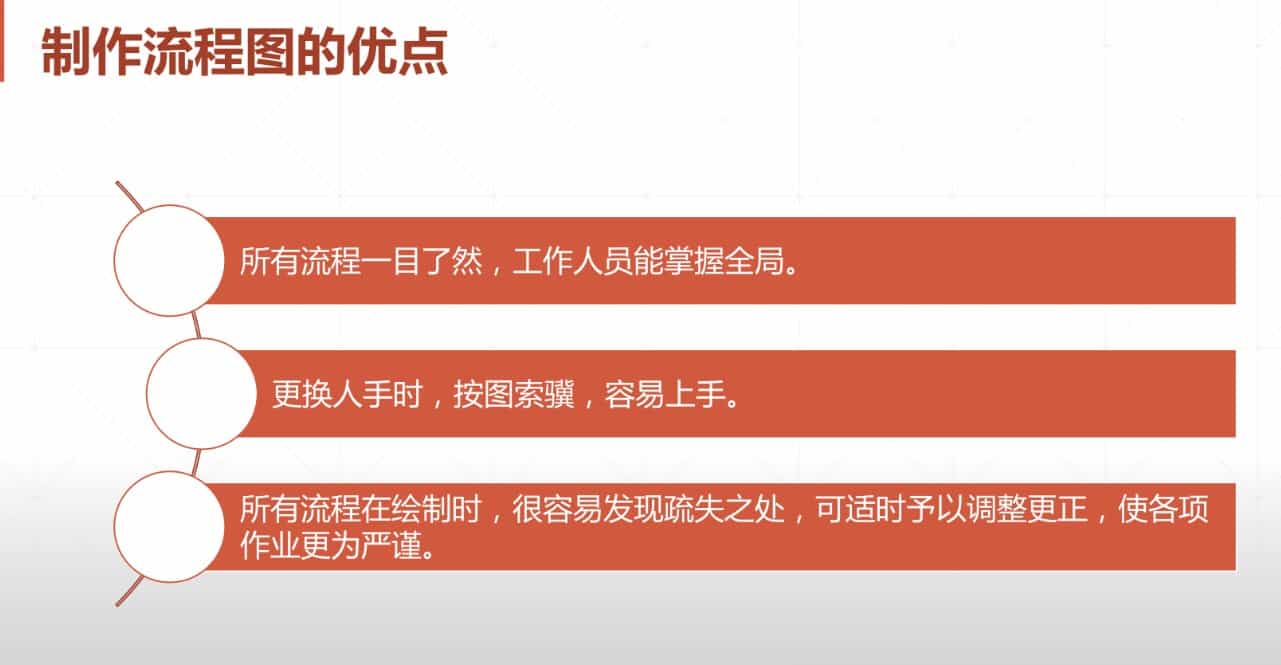 制作流程图的优点
所有流程一目了然，工作人员能掌握全局。
更换人手时，按图索骥，容易上手。
所有流程在绘制时，很容易发现疏失之处，可适时予以调整更正，使各项
作业更为严谨。